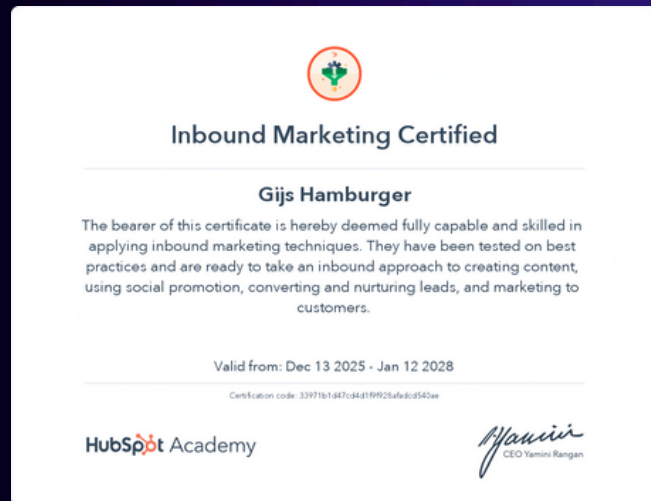 Inbound Marketing Certified
Gijs Hamburger
The bearer of this certificate is hereby deemed fully capable and skilled in
applying inbound marketing techniques. They have been tested on best
practices and are ready to take an inbound approach to creating content,
using social promotion, converting and nurturing leads, and marketing to
customers.
Valid from: Dec 13 2025 - Jan 12 2028
Certification code:
HubSpot Academy
Yamini
CEO Yamini Rangan